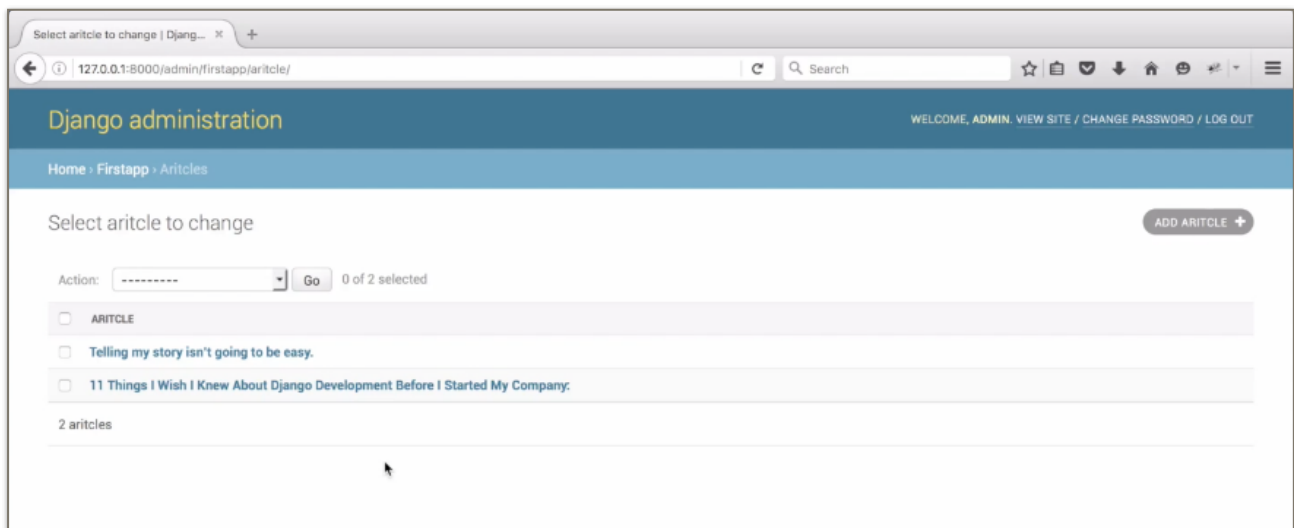 Select aritcle to change | Djang...
127.0.0.1:8000/admin/firstapp/aritcle/
Search
Django administration
WELCOME, ADMIN. VIEW SITE / CHANGE PASSWORD / LOG OUT
Home › Firstapp › Aritcles
Select aritcle to change
ADD ARITCLE +
Action: --------- Go 0 of 2 selected
ARITCLE
Telling my story isn't going to be easy.
11 Things I Wish I Knew About Django Development Before I Started My Company:
2 aritcles